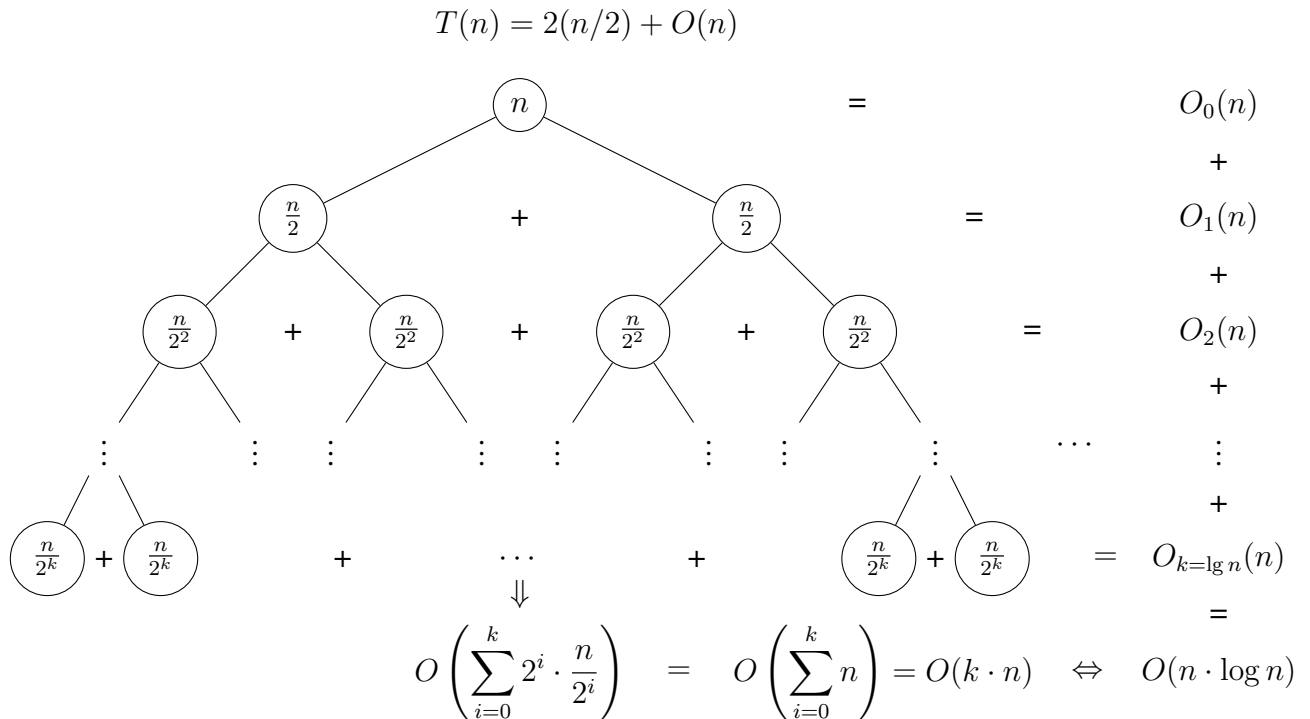 T(n) = 2(n/2) + O(n)
n = O_0(n)
+
n/2 + n/2 = O_1(n)
+
n/2^2 + n/2^2 + n/2^2 + n/2^2 = O_2(n)
+
⋮ ⋮ ⋮ ⋮ ⋮ ⋮ ⋮ ⋮ ⋯ ⋮
+
n/2^k + n/2^k + ⋯ + n/2^k + n/2^k = O_{k=lg n}(n)
⇓ =
O(∑_{i=0}^{k} 2^i · n/2^i) = O(∑_{i=0}^{k} n) = O(k · n) ⇔ O(n · log n)